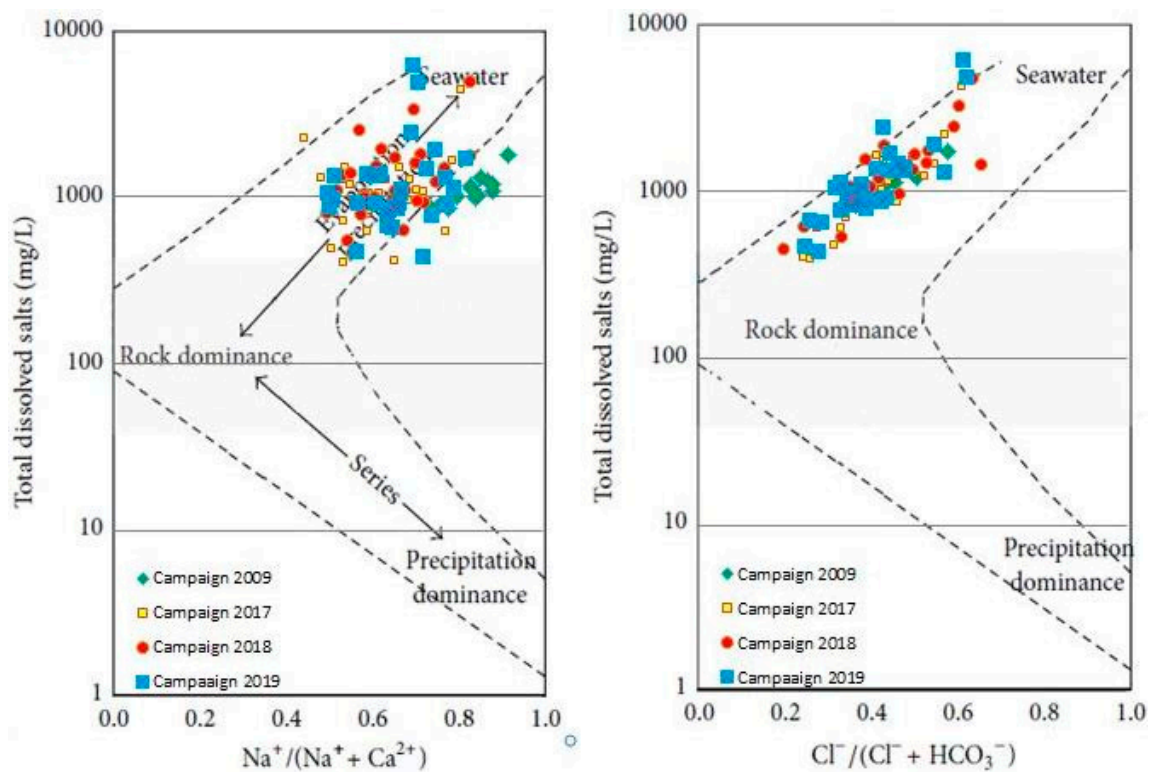 10000
Seawater
Evaporation
1000
100
Rock dominance
Series
10
Precipitation
dominance
Campaign 2009
Campaign 2017
Campaign 2018
Campaaign 2019
1
0.0 0.2 0.4 0.6 0.8 1.0
Na⁺/(Na⁺ + Ca²⁺)
Total dissolved salts (mg/L)
10000
Seawater
1000
Rock dominance
100
10
Precipitation
dominance
Campaign 2009
Campaign 2017
Campaign 2018
Campaaign 2019
1
0.0 0.2 0.4 0.6 0.8 1.0
Cl⁻/(Cl⁻ + HCO₃⁻)
Total dissolved salts (mg/L)